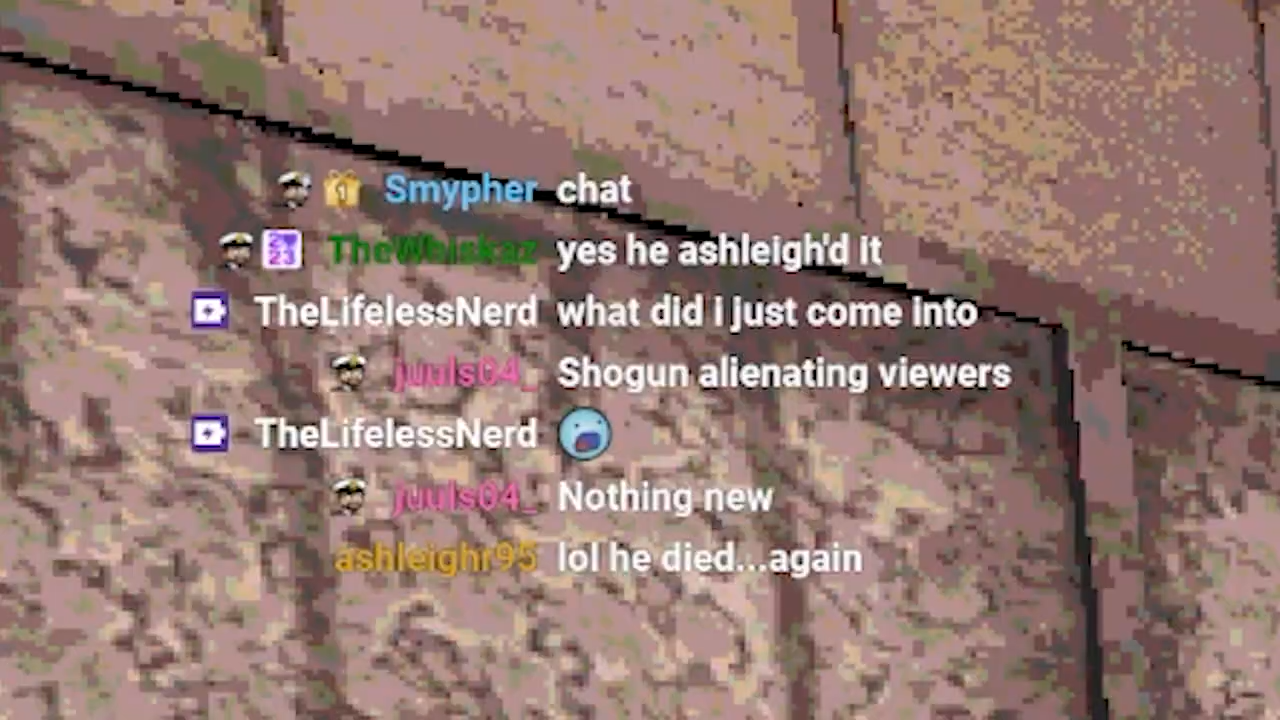 Smypher chat
TheWhiskaz yes he ashleigh'd it
TheLifelessNerd what did i just come into
juuls04_ Shogun alienating viewers
TheLifelessNerd
juuls04_ Nothing new
ashleighr95 lol he died...again